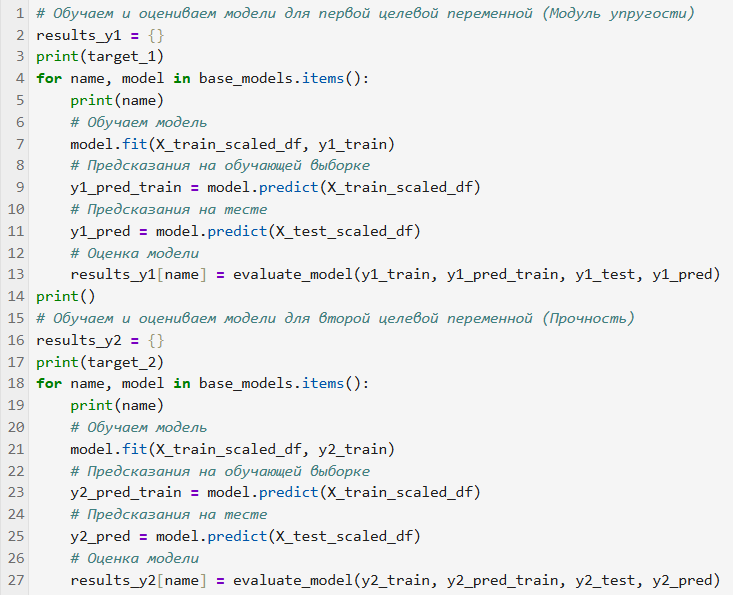 1 # Обучаем и оцениваем модели для первой целевой переменной (Модуль упругости)
2 results_y1 = {}
3 print(target_1)
4 for name, model in base_models.items():
5     print(name)
6     # Обучаем модель
7     model.fit(X_train_scaled_df, y1_train)
8     # Предсказания на обучающей выборке
9     y1_pred_train = model.predict(X_train_scaled_df)
10     # Предсказания на тесте
11     y1_pred = model.predict(X_test_scaled_df)
12     # Оценка модели
13     results_y1[name] = evaluate_model(y1_train, y1_pred_train, y1_test, y1_pred)
14 print()
15 # Обучаем и оцениваем модели для второй целевой переменной (Прочность)
16 results_y2 = {}
17 print(target_2)
18 for name, model in base_models.items():
19     print(name)
20     # Обучаем модель
21     model.fit(X_train_scaled_df, y2_train)
22     # Предсказания на обучающей выборке
23     y2_pred_train = model.predict(X_train_scaled_df)
24     # Предсказания на тесте
25     y2_pred = model.predict(X_test_scaled_df)
26     # Оценка модели
27     results_y2[name] = evaluate_model(y2_train, y2_pred_train, y2_test, y2_pred)